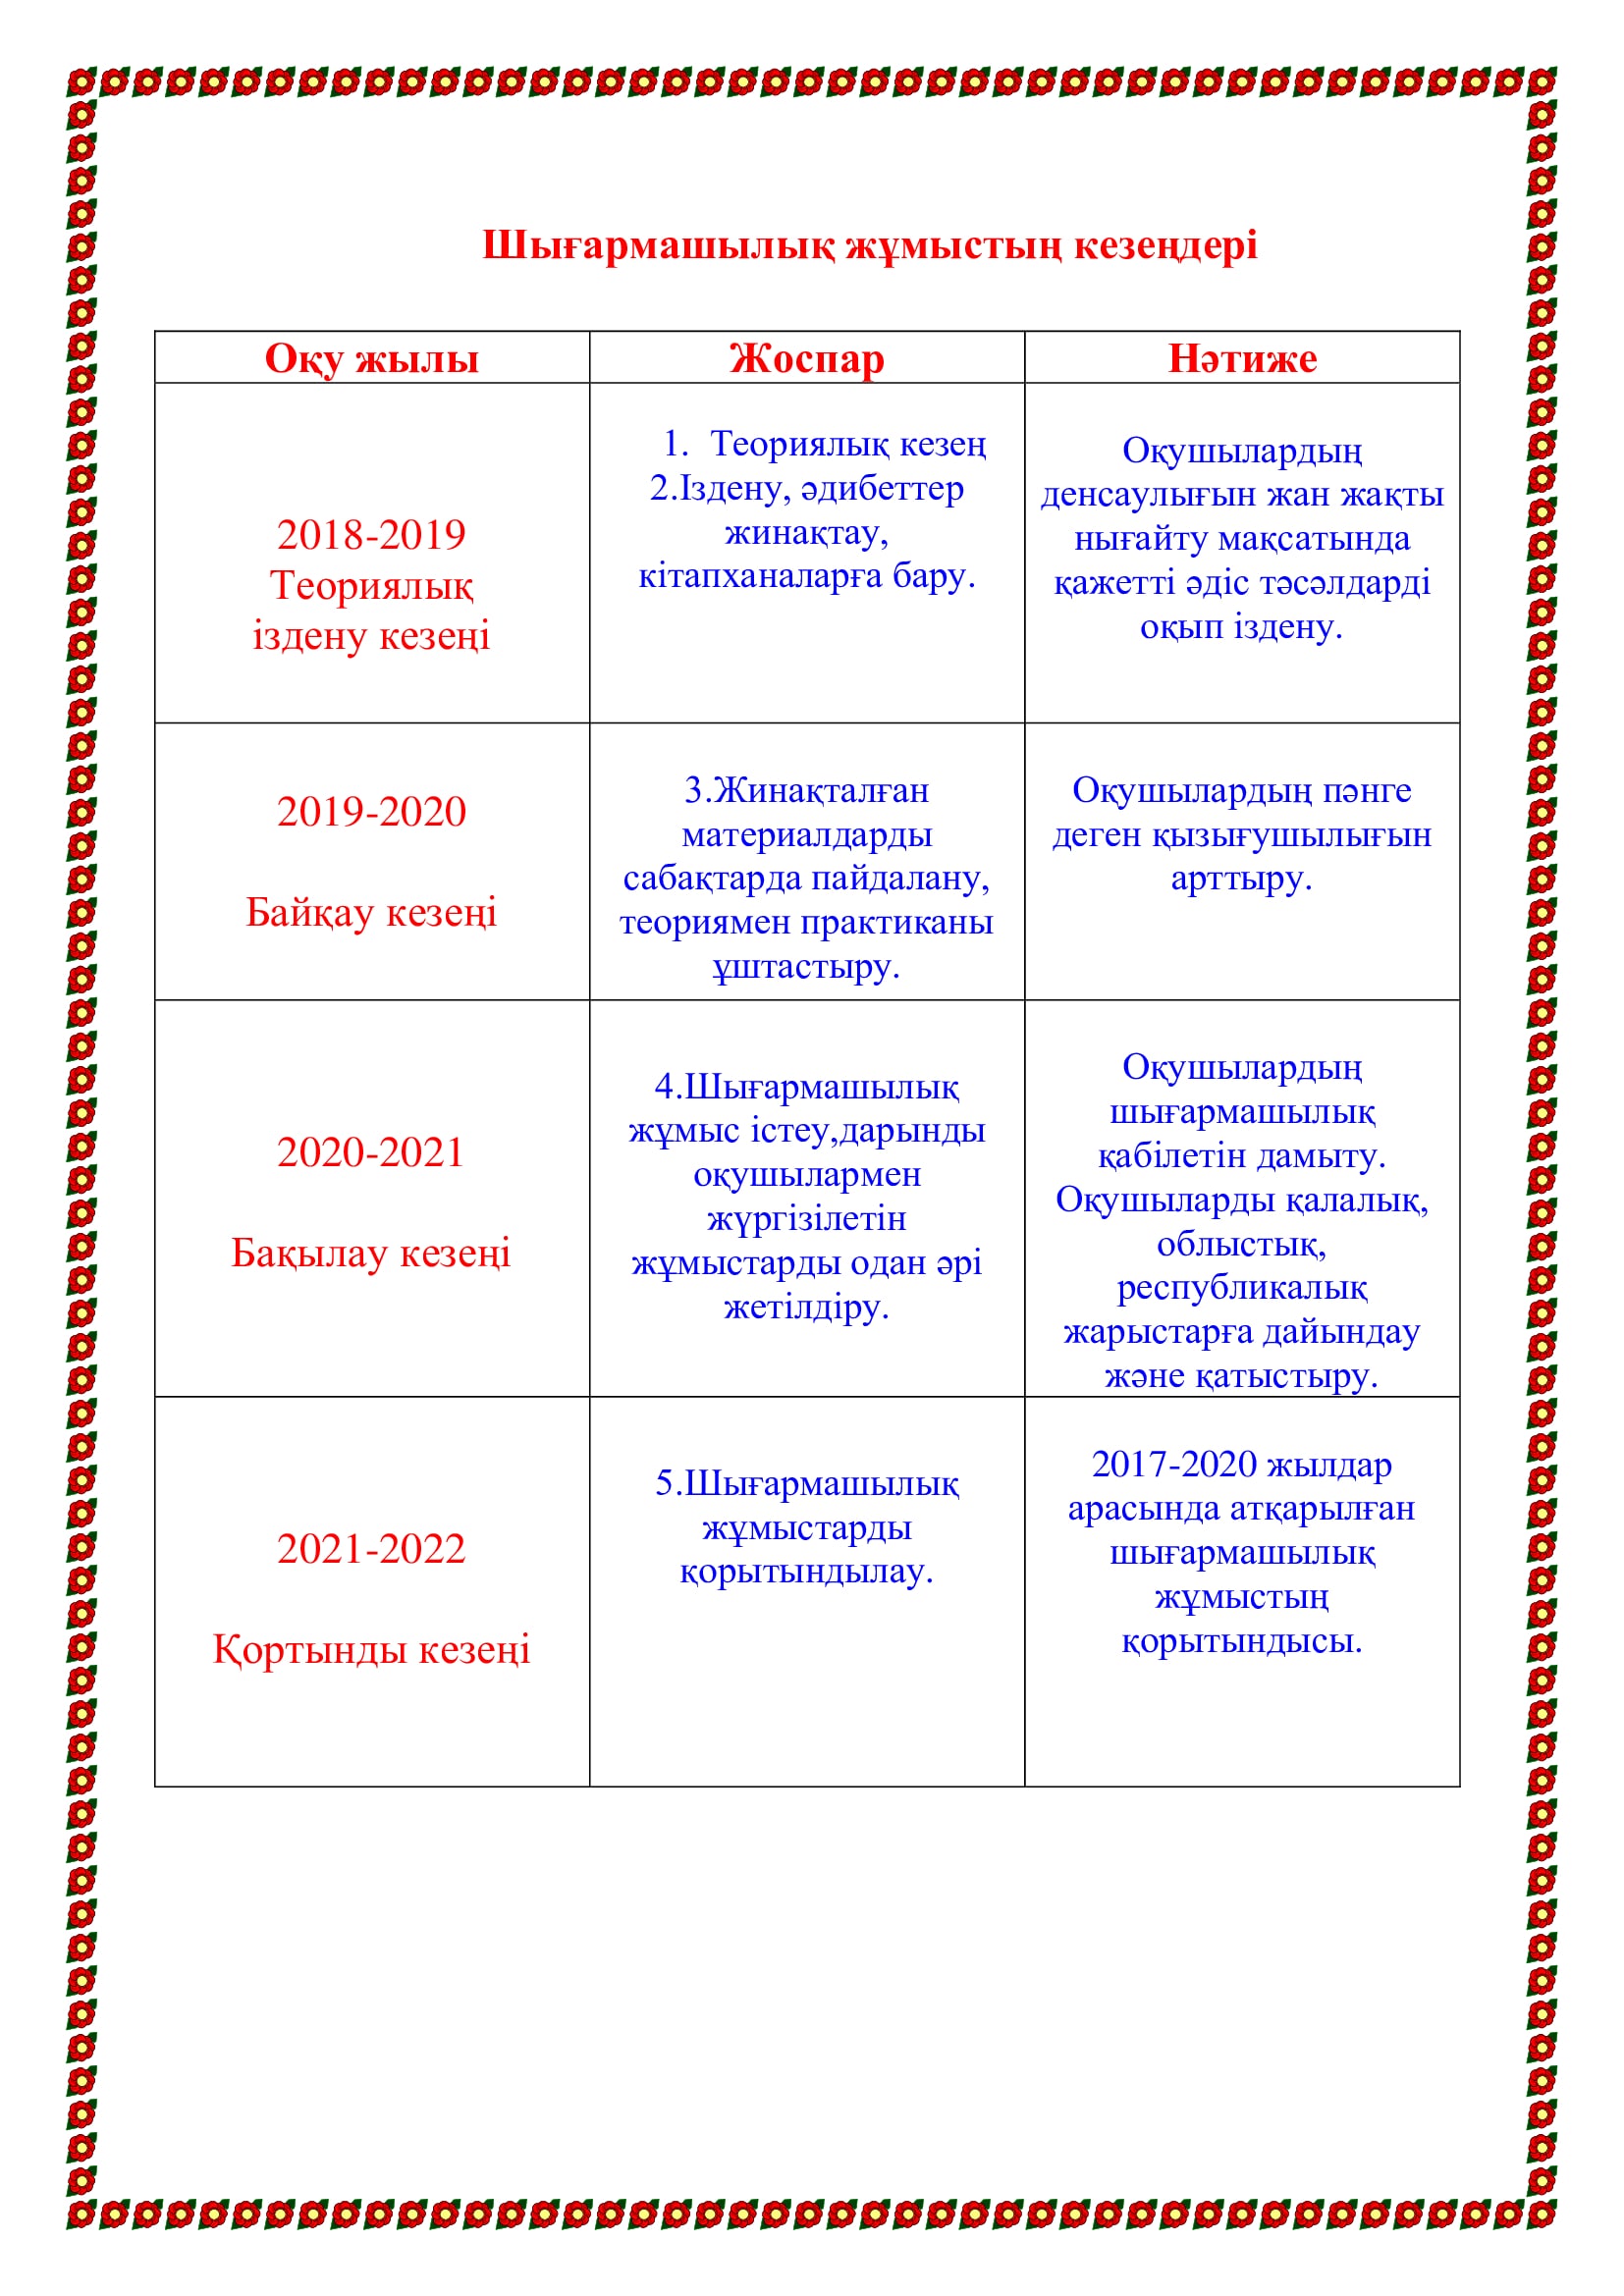 Шығармашылық жұмыстың кезеңдері
Оқу жылы
Жоспар
Нәтиже
2018-2019
Теориялық
іздену кезеңі
1. Теориялық кезең
2.Іздену, әдибеттер
жинақтау,
кітапханаларға бару.
Оқушылардың
денсаулығын жан жақты
нығайту мақсатында
қажетті әдіс тәсәлдарді
оқып іздену.
2019-2020
Байқау кезеңі
3.Жинақталған
материалдарды
сабақтарда пайдалану,
теориямен практиканы
ұштастыру.
Оқушылардың пәнге
деген қызығушылығын
арттыру.
2020-2021
Бақылау кезеңі
4.Шығармашылық
жұмыс істеу,дарынды
оқушылармен
жүргізілетін
жұмыстарды одан әрі
жетілдіру.
Оқушылардың
шығармашылық
қабілетін дамыту.
Оқушыларды қалалық,
облыстық,
республикалық
жарыстарға дайындау
және қатыстыру.
2021-2022
Қортынды кезеңі
5.Шығармашылық
жұмыстарды
қорытындылау.
2017-2020 жылдар
арасында атқарылған
шығармашылық
жұмыстың
қорытындысы.